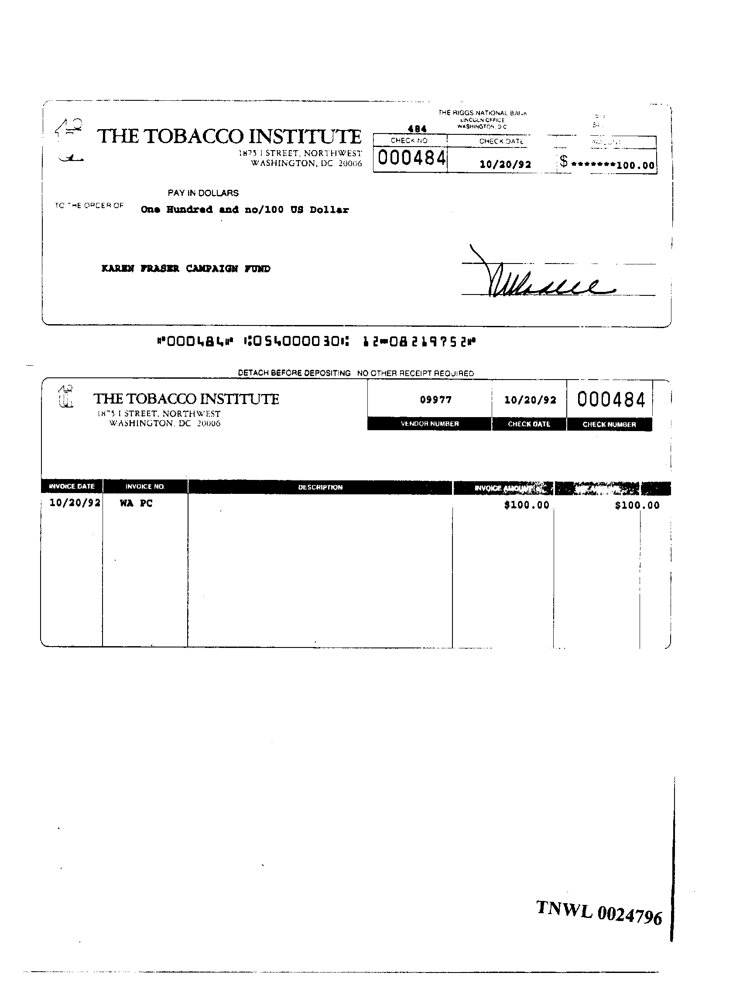 THE RIGGS NATIONAL BANK
LINCOLN OFFICE
WASHINGTON, D.C.
484
THE TOBACCO INSTITUTE
1875 I STREET, NORTHWEST
WASHINGTON, DC 20006
CHECK NO
CHECK DATE
AMOUNT
000484
10/20/92
$ *******100.00
PAY IN DOLLARS
TO THE ORDER OF
One Hundred and no/100 US Dollar
KAREN FRASER CAMPAIGN FUND
⑈000484⑈ ⑆054000030⑆ 12⑉08219752⑈
DETACH BEFORE DEPOSITING NO OTHER RECEIPT REQUIRED
THE TOBACCO INSTITUTE
1875 I STREET, NORTHWEST
WASHINGTON, DC 20006
09977
10/20/92
000484
VENDOR NUMBER
CHECK DATE
CHECK NUMBER
INVOICE DATE INVOICE NO. DESCRIPTION INVOICE AMOUNT
10/20/92 WA PC $100.00 $100.00
TNWL 0024796